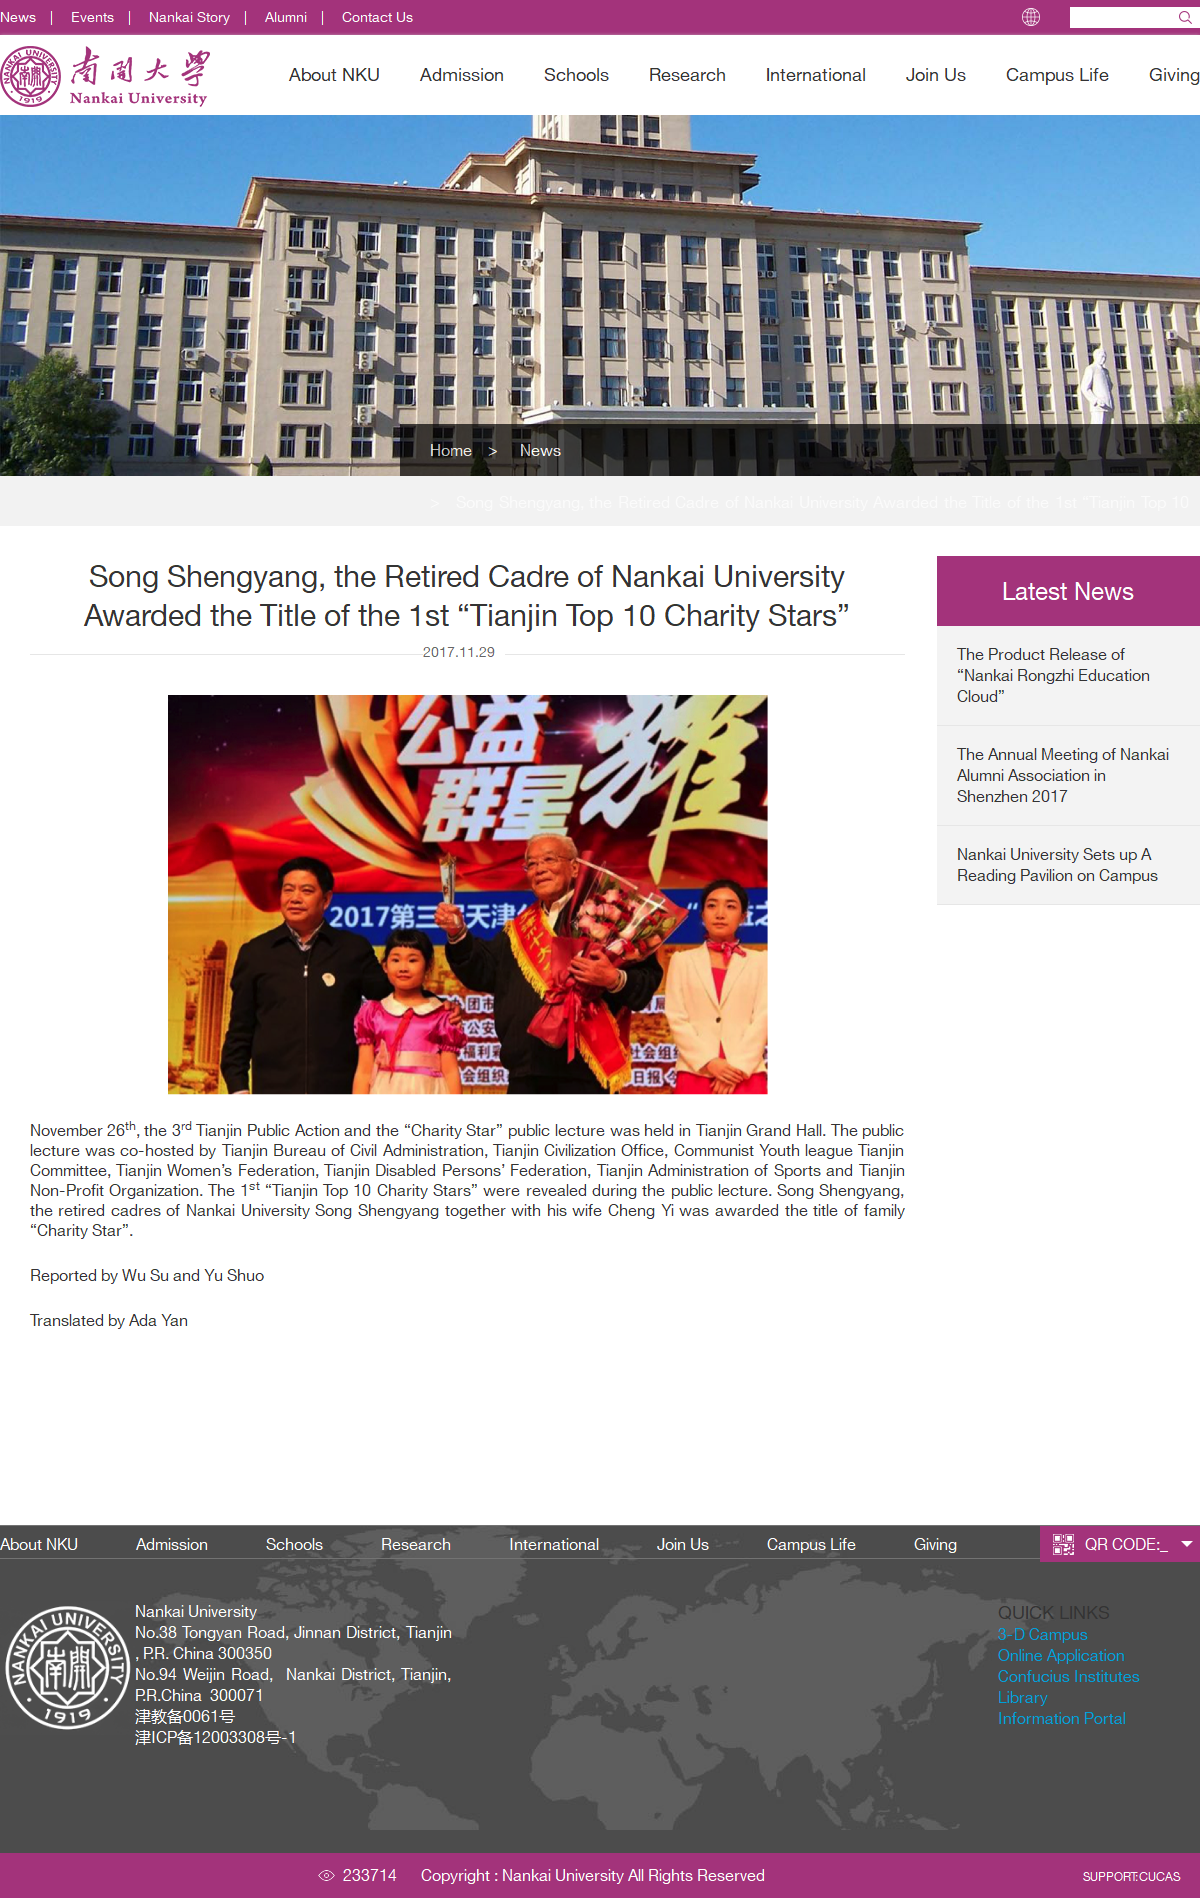 News | Events | Nankai Story | Alumni | Contact Us
NANKAI UNIVERSITY
1919
南開大學
Nankai University
About NKU Admission Schools Research International Join Us Campus Life Giving
Home > News
> Song Shengyang, the Retired Cadre of Nankai University Awarded the Title of the 1st “Tianjin Top 10
Song Shengyang, the Retired Cadre of Nankai University
Awarded the Title of the 1st “Tianjin Top 10 Charity Stars”
2017.11.29
公益
群星
耀
2017第三届天津
November 26th, the 3rd Tianjin Public Action and the “Charity Star” public lecture was held in Tianjin Grand Hall. The public
lecture was co-hosted by Tianjin Bureau of Civil Administration, Tianjin Civilization Office, Communist Youth league Tianjin
Committee, Tianjin Women’s Federation, Tianjin Disabled Persons’ Federation, Tianjin Administration of Sports and Tianjin
Non-Profit Organization. The 1st “Tianjin Top 10 Charity Stars” were revealed during the public lecture. Song Shengyang,
the retired cadres of Nankai University Song Shengyang together with his wife Cheng Yi was awarded the title of family
“Charity Star”.
Reported by Wu Su and Yu Shuo
Translated by Ada Yan
Latest News
The Product Release of
“Nankai Rongzhi Education
Cloud”
The Annual Meeting of Nankai
Alumni Association in
Shenzhen 2017
Nankai University Sets up A
Reading Pavilion on Campus
About NKU Admission Schools Research International Join Us Campus Life Giving
QR CODE:_
NANKAI UNIVERSITY
南開
1919
Nankai University
No.38 Tongyan Road, Jinnan District, Tianjin
, P.R. China 300350
No.94 Weijin Road, Nankai District, Tianjin,
P.R.China 300071
津教备0061号
津ICP备12003308号-1
QUICK LINKS
3-D Campus
Online Application
Confucius Institutes
Library
Information Portal
233714 Copyright : Nankai University All Rights Reserved
SUPPORT:CUCAS